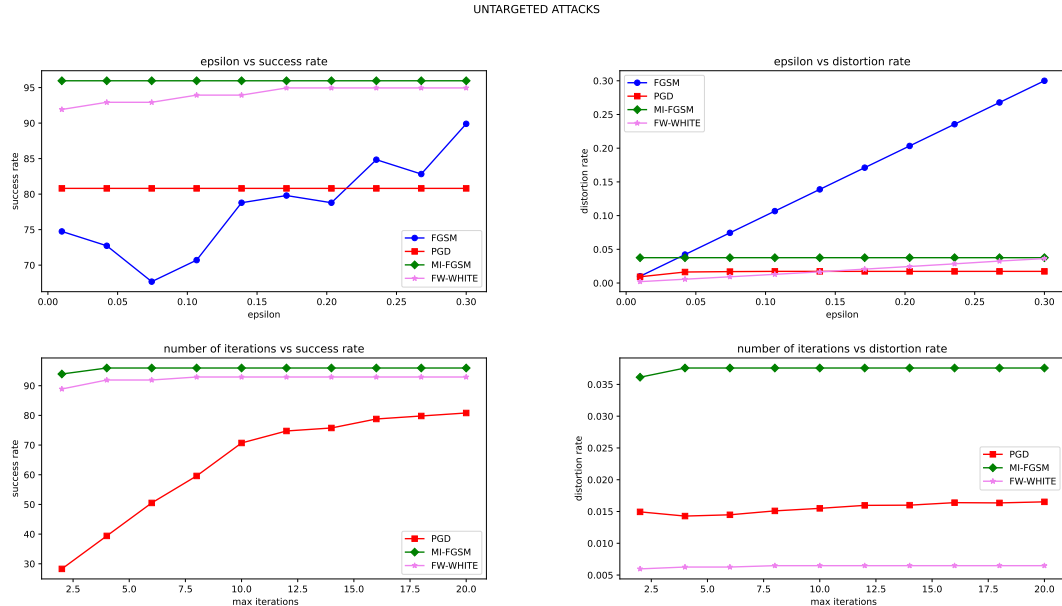 UNTARGETED ATTACKS
epsilon vs success rate
success rate
95
90
85
80
75
70
0.00 0.05 0.10 0.15 0.20 0.25 0.30
epsilon
FGSM
PGD
MI-FGSM
FW-WHITE
epsilon vs distortion rate
distortion rate
0.30
0.25
0.20
0.15
0.10
0.05
0.00
0.00 0.05 0.10 0.15 0.20 0.25 0.30
epsilon
FGSM
PGD
MI-FGSM
FW-WHITE
number of iterations vs success rate
success rate
90
80
70
60
50
40
30
2.5 5.0 7.5 10.0 12.5 15.0 17.5 20.0
max iterations
PGD
MI-FGSM
FW-WHITE
number of iterations vs distortion rate
distortion rate
0.035
0.030
0.025
0.020
0.015
0.010
0.005
2.5 5.0 7.5 10.0 12.5 15.0 17.5 20.0
max iterations
PGD
MI-FGSM
FW-WHITE